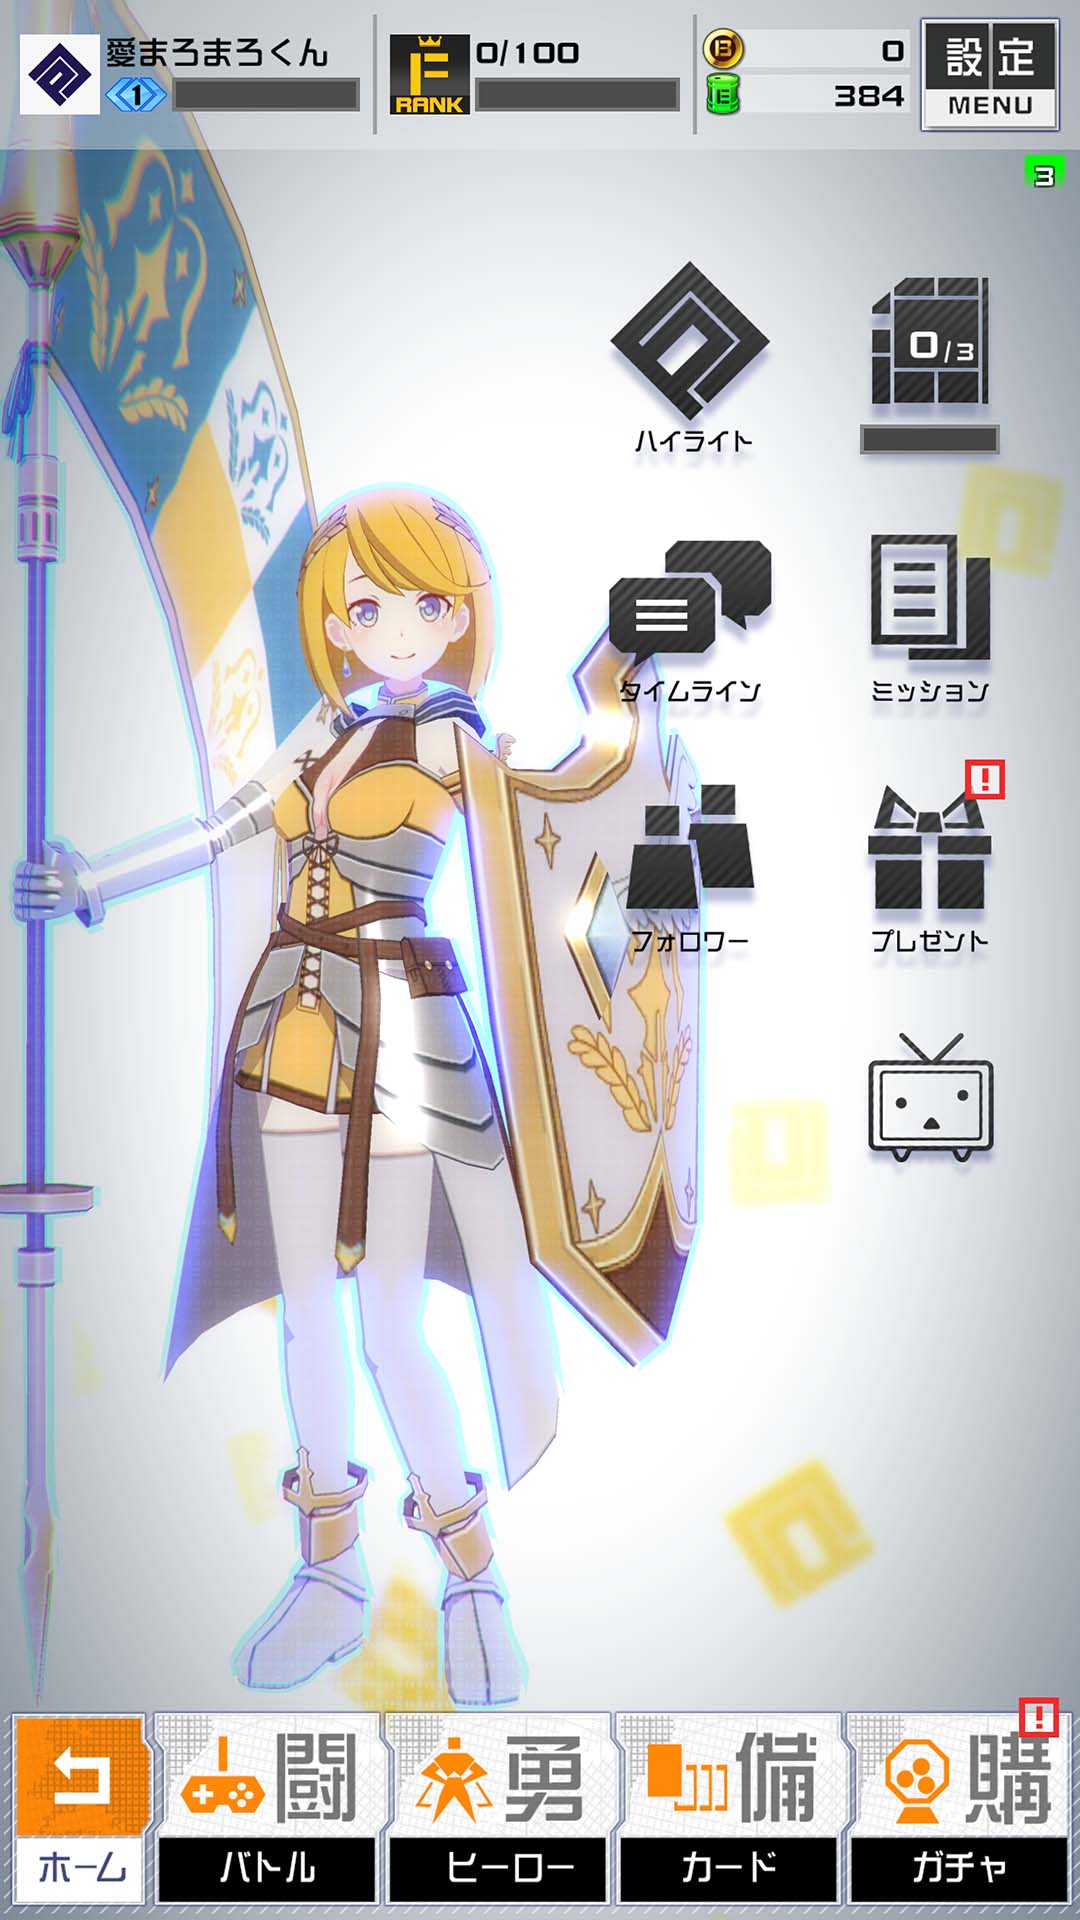 愛まろまろくん
1
F
RANK
0/100
B
0
E
384
設定
MENU
3
ハイライト
0/3
タイムライン
ミッション
!
フォロワー
プレゼント
!
闘
勇
備
購
ホーム
バトル
ヒーロー
カード
ガチャ